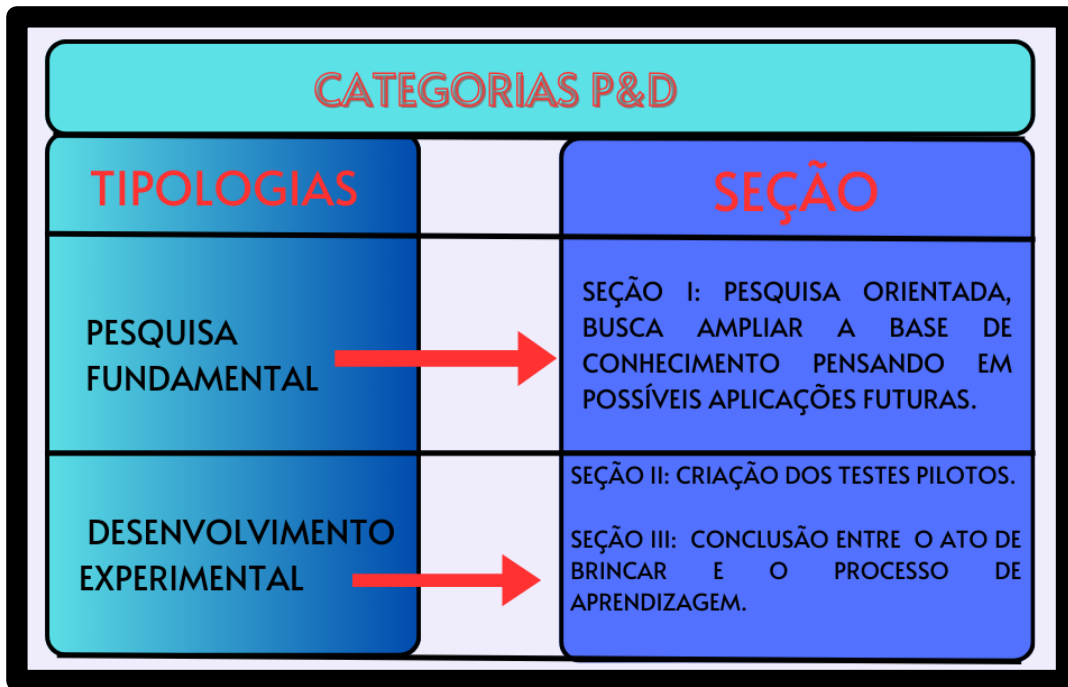 CATEGORIAS P&D
TIPOLOGIAS
SEÇÃO
PESQUISA
FUNDAMENTAL
SEÇÃO I: PESQUISA ORIENTADA,
BUSCA AMPLIAR A BASE DE
CONHECIMENTO PENSANDO EM
POSSÍVEIS APLICAÇÕES FUTURAS.
DESENVOLVIMENTO
EXPERIMENTAL
SEÇÃO II: CRIAÇÃO DOS TESTES PILOTOS.
SEÇÃO III: CONCLUSÃO ENTRE O ATO DE
BRINCAR E O PROCESSO DE
APRENDIZAGEM.